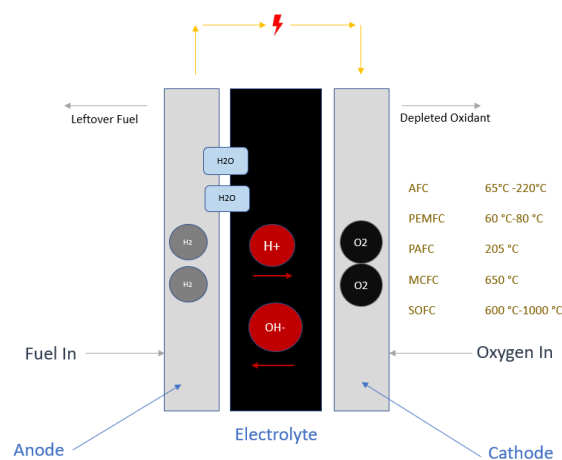 Leftover Fuel
Depleted Oxidant
H2O
H2O
AFC 65°C -220°C
PEMFC 60 °C-80 °C
PAFC 205 °C
MCFC 650 °C
SOFC 600 °C-1000 °C
H2
H+
O2
H2
O2
OH-
Fuel In
Oxygen In
Anode
Electrolyte
Cathode